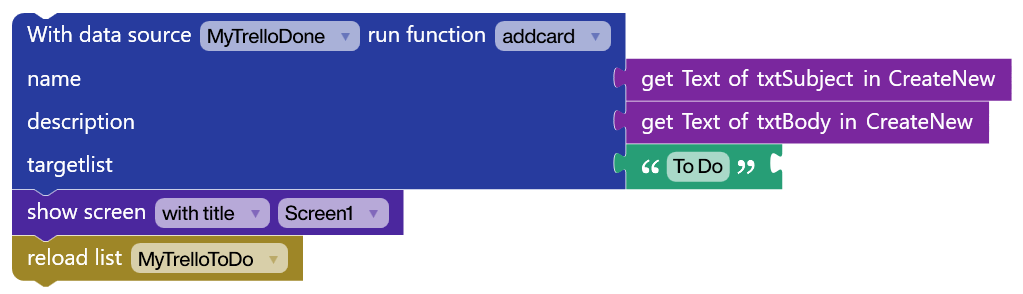 With data source MyTrelloDone run function addcard
name get Text of txtSubject in CreateNew
description get Text of txtBody in CreateNew
targetlist “ To Do ”
show screen with title Screen1
reload list MyTrelloToDo